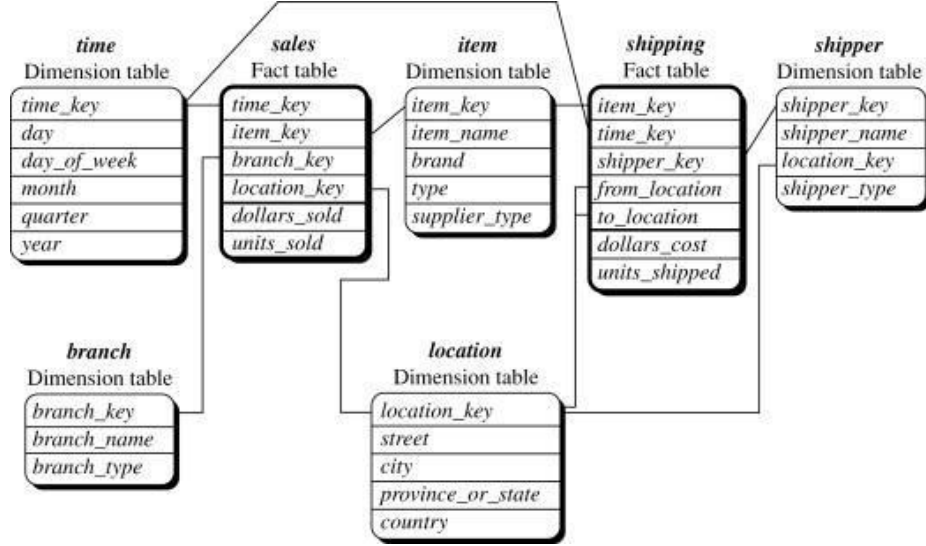 time
Dimension table
time_key
day
day_of_week
month
quarter
year
sales
Fact table
time_key
item_key
branch_key
location_key
dollars_sold
units_sold
item
Dimension table
item_key
item_name
brand
type
supplier_type
shipping
Fact table
item_key
time_key
shipper_key
from_location
to_location
dollars_cost
units_shipped
shipper
Dimension table
shipper_key
shipper_name
location_key
shipper_type
branch
Dimension table
branch_key
branch_name
branch_type
location
Dimension table
location_key
street
city
province_or_state
country